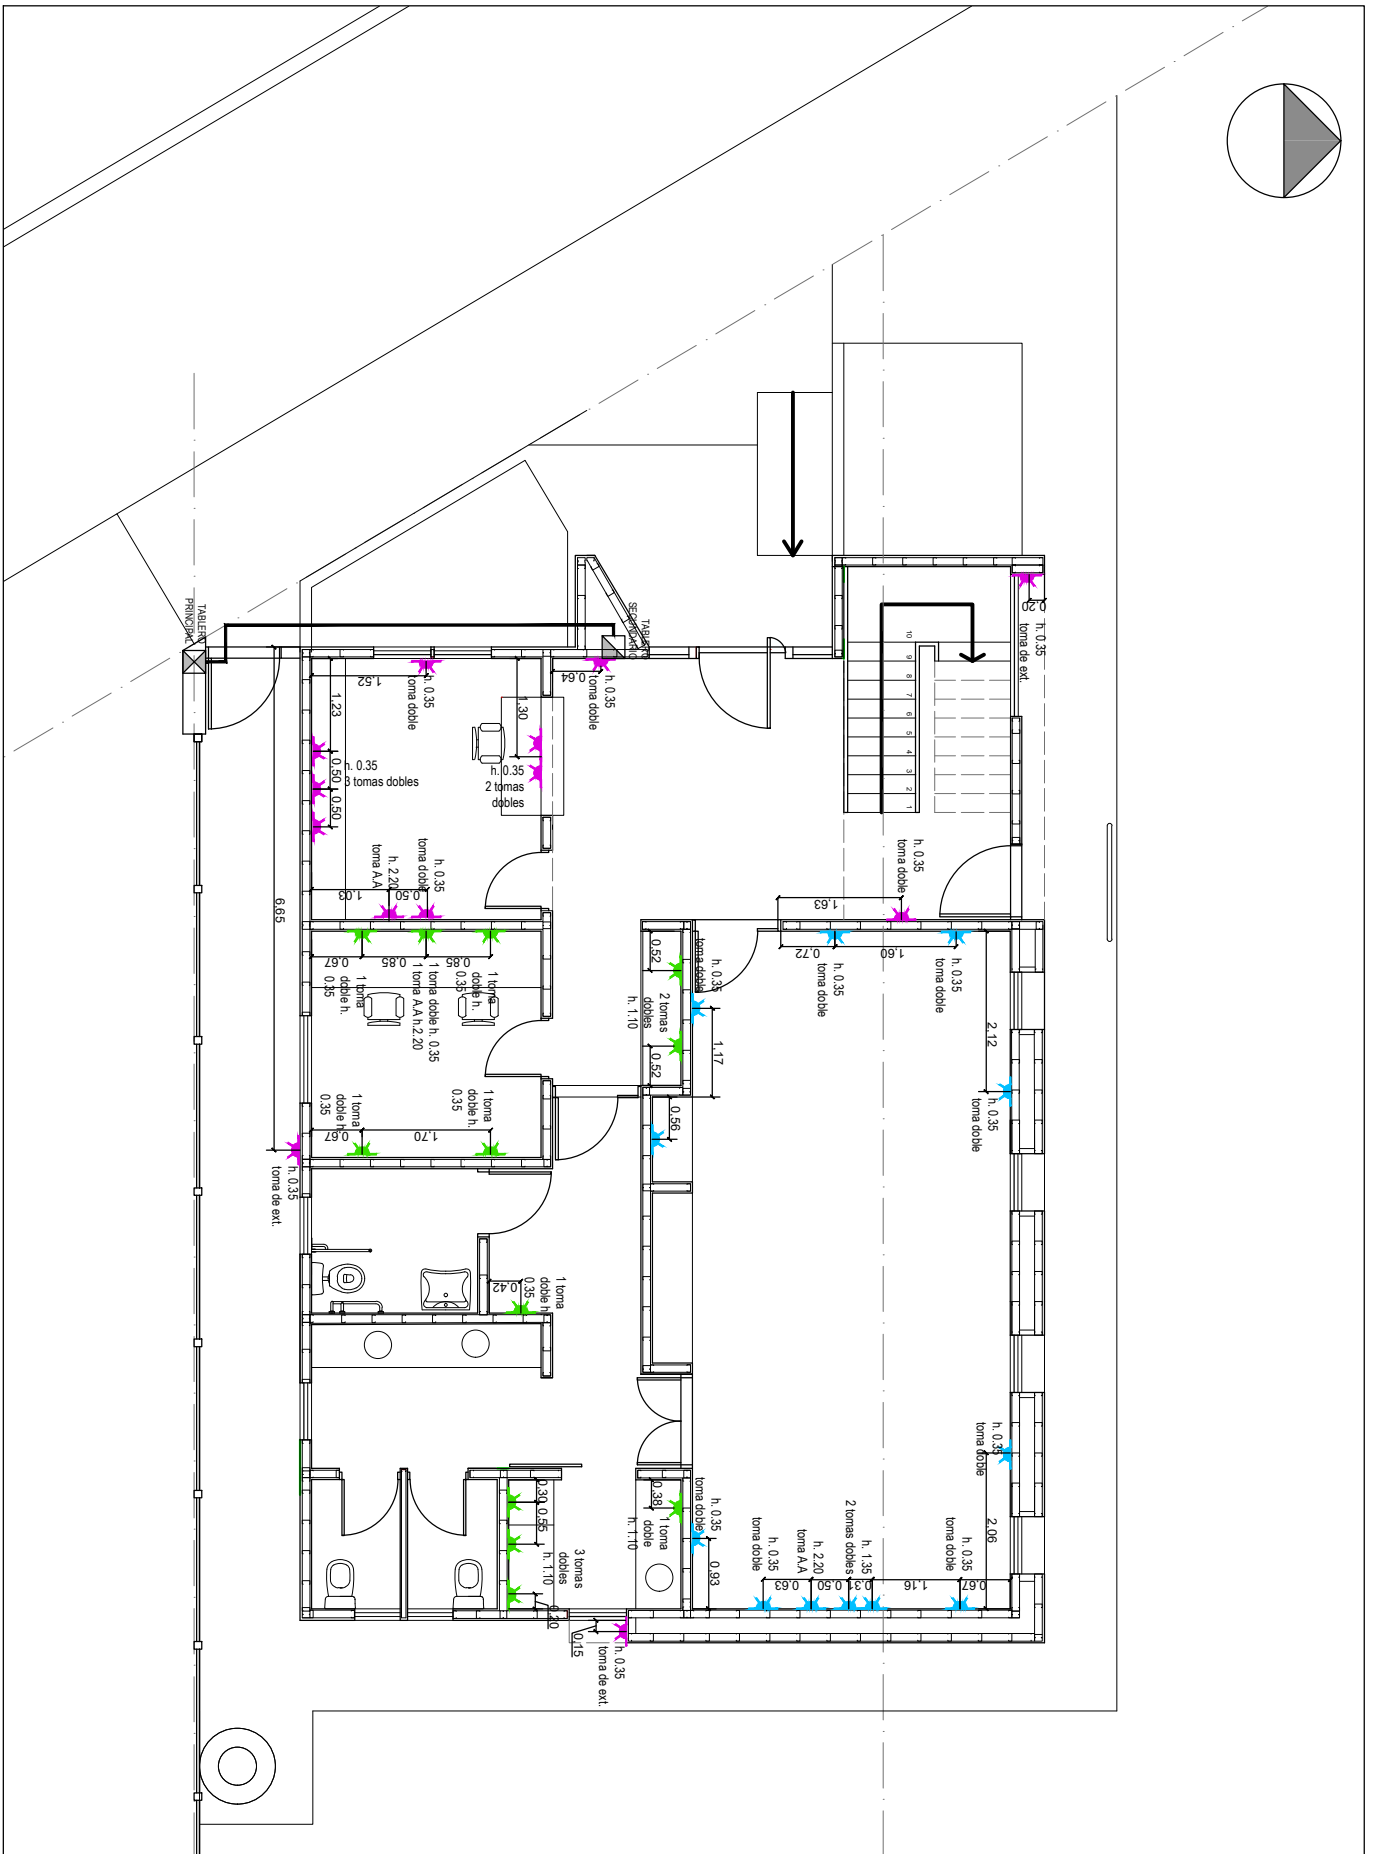 TABLERO
PRINCIPAL
TABLERO
SECUNDARIO
0,20
h. 0.35
toma de ext.
10
9
8
7
6
5
4
3
2
1
1,52
h. 0.35
toma doble
0,64
h. 0.35
toma doble
1,23
1,30
h. 0.35
3 tomas dobles
0,50
0,50
h. 0.35
2 tomas
dobles
h. 0.35
toma doble
h. 2.20
toma A.A
1,03
0,50
h. 0.35
toma doble
1,63
6,65
0,67
0,85
0,85
1 toma
doble h.
0.35
1 toma doble h. 0.35
1 toma A.A h.2.20
1 toma
doble h.
0.35
0,52
2 tomas
dobles
h. 1.10
0,52
h. 0.35
toma doble
1,17
0,72
h. 0.35
toma doble
1,60
h. 0.35
toma doble
2,12
h. 0.35
toma doble
0,56
1 toma
doble h.
0.35
1 toma
doble h.
0.35
0,67
1,70
h. 0.35
toma de ext.
0,42
1 toma
doble h.
0.35
h. 0.35
toma doble
2,06
0,30
0,55
3 tomas
dobles
h. 1.10
0,20
0,38
1 toma
doble
h. 1.10
h. 0.35
toma doble
0,93
h. 0.35
toma doble
h. 2.20
toma A.A
h. 1.35
2 tomas dobles
h. 0.35
toma doble
0,63
0,50
0,31
1,16
0,67
0,15
h. 0.35
toma de ext.